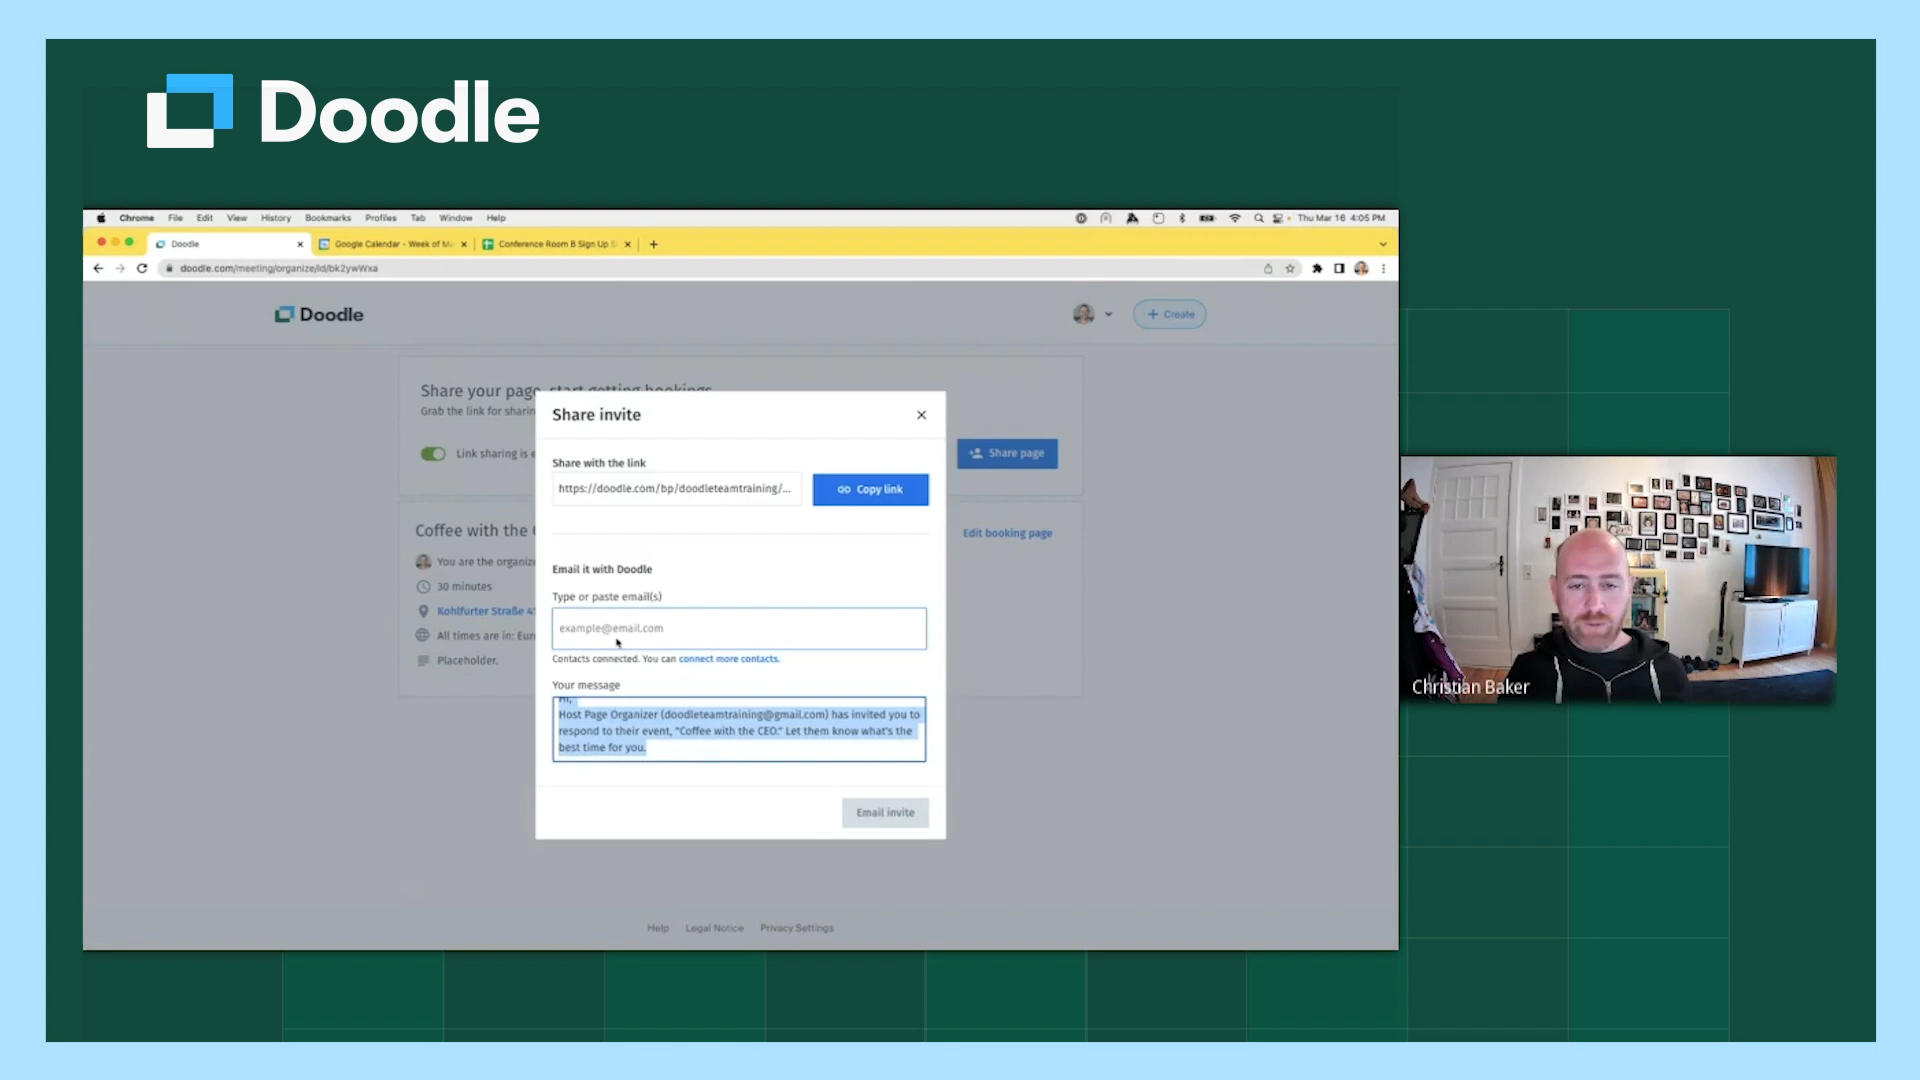 Doodle
Chrome File Edit View History Bookmarks Profiles Tab Window Help
Thu Mar 16 4:05 PM
Doodle
Google Calendar - Week of M
Conference Room B Sign Up S
doodle.com/meeting/organize/id/bk2ywWxa
Doodle
Create
Share your page, start getting bookings
Grab the link for sharin
Link sharing is e
Share page
Coffee with the
Edit booking page
You are the organize
30 minutes
Kohlfurter Straße 4
All times are in: Eur
Placeholder.
Share invite
Share with the link
https://doodle.com/bp/doodleteamtraining/...
Copy link
Email it with Doodle
Type or paste email(s)
example@email.com
Contacts connected. You can connect more contacts.
Your message
Hi,
Host Page Organizer (doodleteamtraining@gmail.com) has invited you to
respond to their event, "Coffee with the CEO." Let them know what's the
best time for you.
Email invite
Help Legal Notice Privacy Settings
Christian Baker